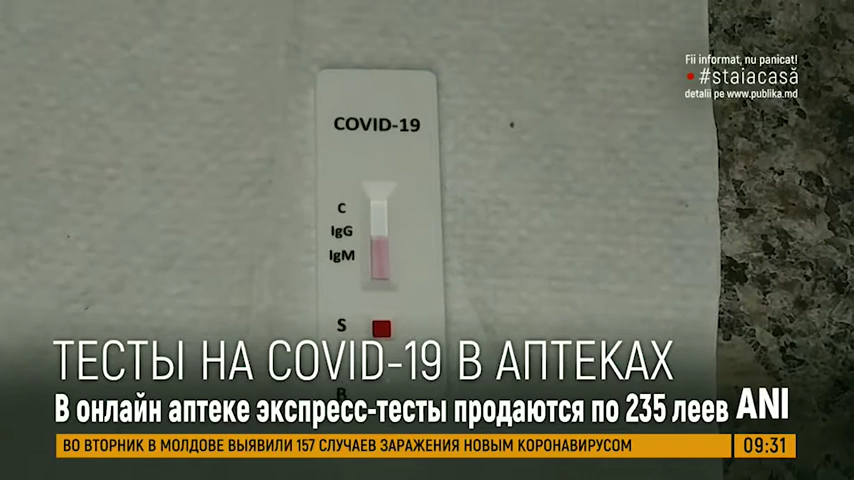 Fii informat, nu panicat!
#staiacasă
detalii pe www.publika.md
COVID-19
C
IgG
IgM
S
B
ТЕСТЫ НА COVID-19 В АПТЕКАХ
В онлайн аптеке экспресс-тесты продаются по 235 леев
ANI
ВО ВТОРНИК В МОЛДОВЕ ВЫЯВИЛИ 157 СЛУЧАЕВ ЗАРАЖЕНИЯ НОВЫМ КОРОНАВИРУСОМ
09:31